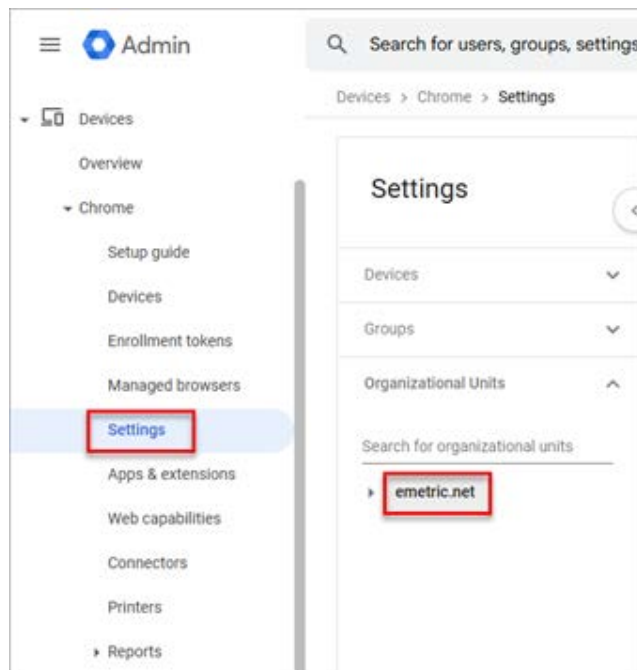 Admin
Search for users, groups, settings
Devices
Overview
Chrome
Setup guide
Devices
Enrollment tokens
Managed browsers
Settings
Apps & extensions
Web capabilities
Connectors
Printers
Reports
Devices > Chrome > Settings
Settings
Devices
Groups
Organizational Units
Search for organizational units
emetric.net